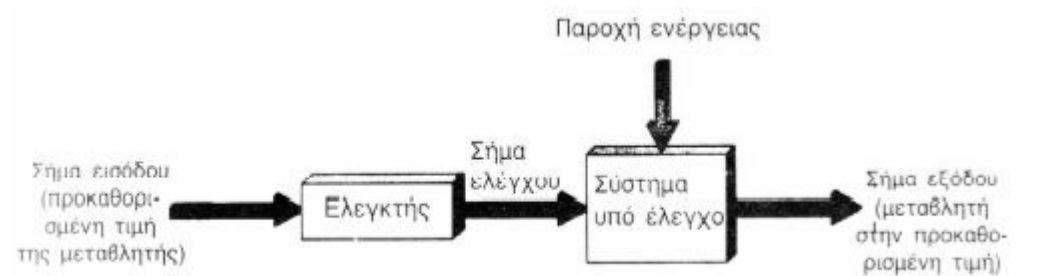 Παροχή ενέργειας
Σήμα εισόδου
(προκαθορι-
σμένη τιμή
της μεταβλητής)
Ελεγκτής
Σήμα
ελέγχου
Σύστημα
υπό έλεγχο
Σήμα εξόδου
(μεταβλητή
στην προκαθο-
ρισμένη τιμή)